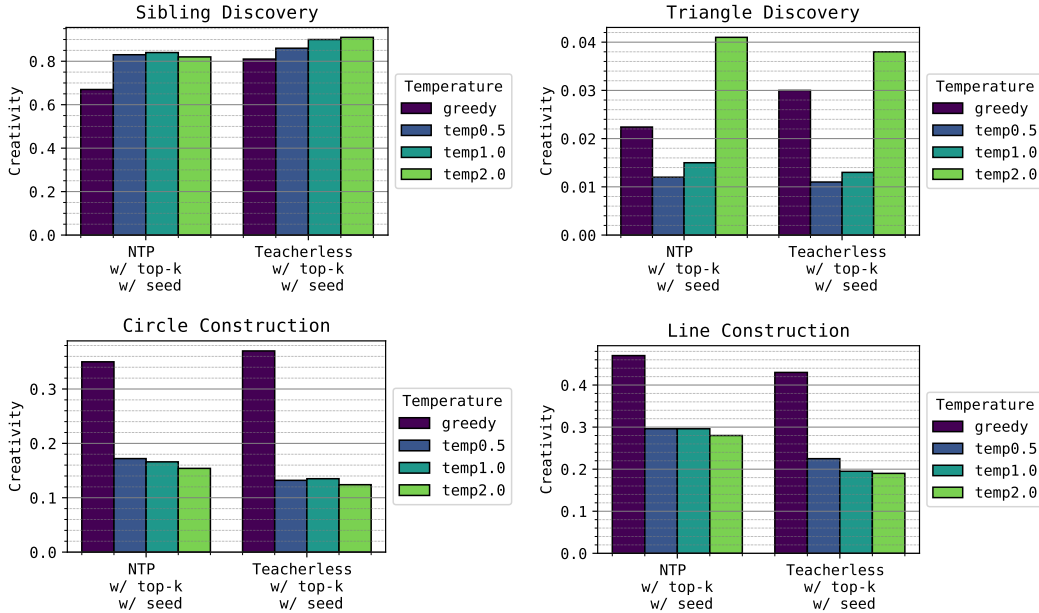 Sibling Discovery
Creativity
0.8
0.6
0.4
0.2
0.0
NTP
w/ top-k
w/ seed
Teacherless
w/ top-k
w/ seed
Temperature
greedy
temp0.5
temp1.0
temp2.0
Triangle Discovery
Creativity
0.04
0.03
0.02
0.01
0.00
NTP
w/ top-k
w/ seed
Teacherless
w/ top-k
w/ seed
Temperature
greedy
temp0.5
temp1.0
temp2.0
Circle Construction
Creativity
0.3
0.2
0.1
0.0
NTP
w/ top-k
w/ seed
Teacherless
w/ top-k
w/ seed
Temperature
greedy
temp0.5
temp1.0
temp2.0
Line Construction
Creativity
0.4
0.3
0.2
0.1
0.0
NTP
w/ top-k
w/ seed
Teacherless
w/ top-k
w/ seed
Temperature
greedy
temp0.5
temp1.0
temp2.0